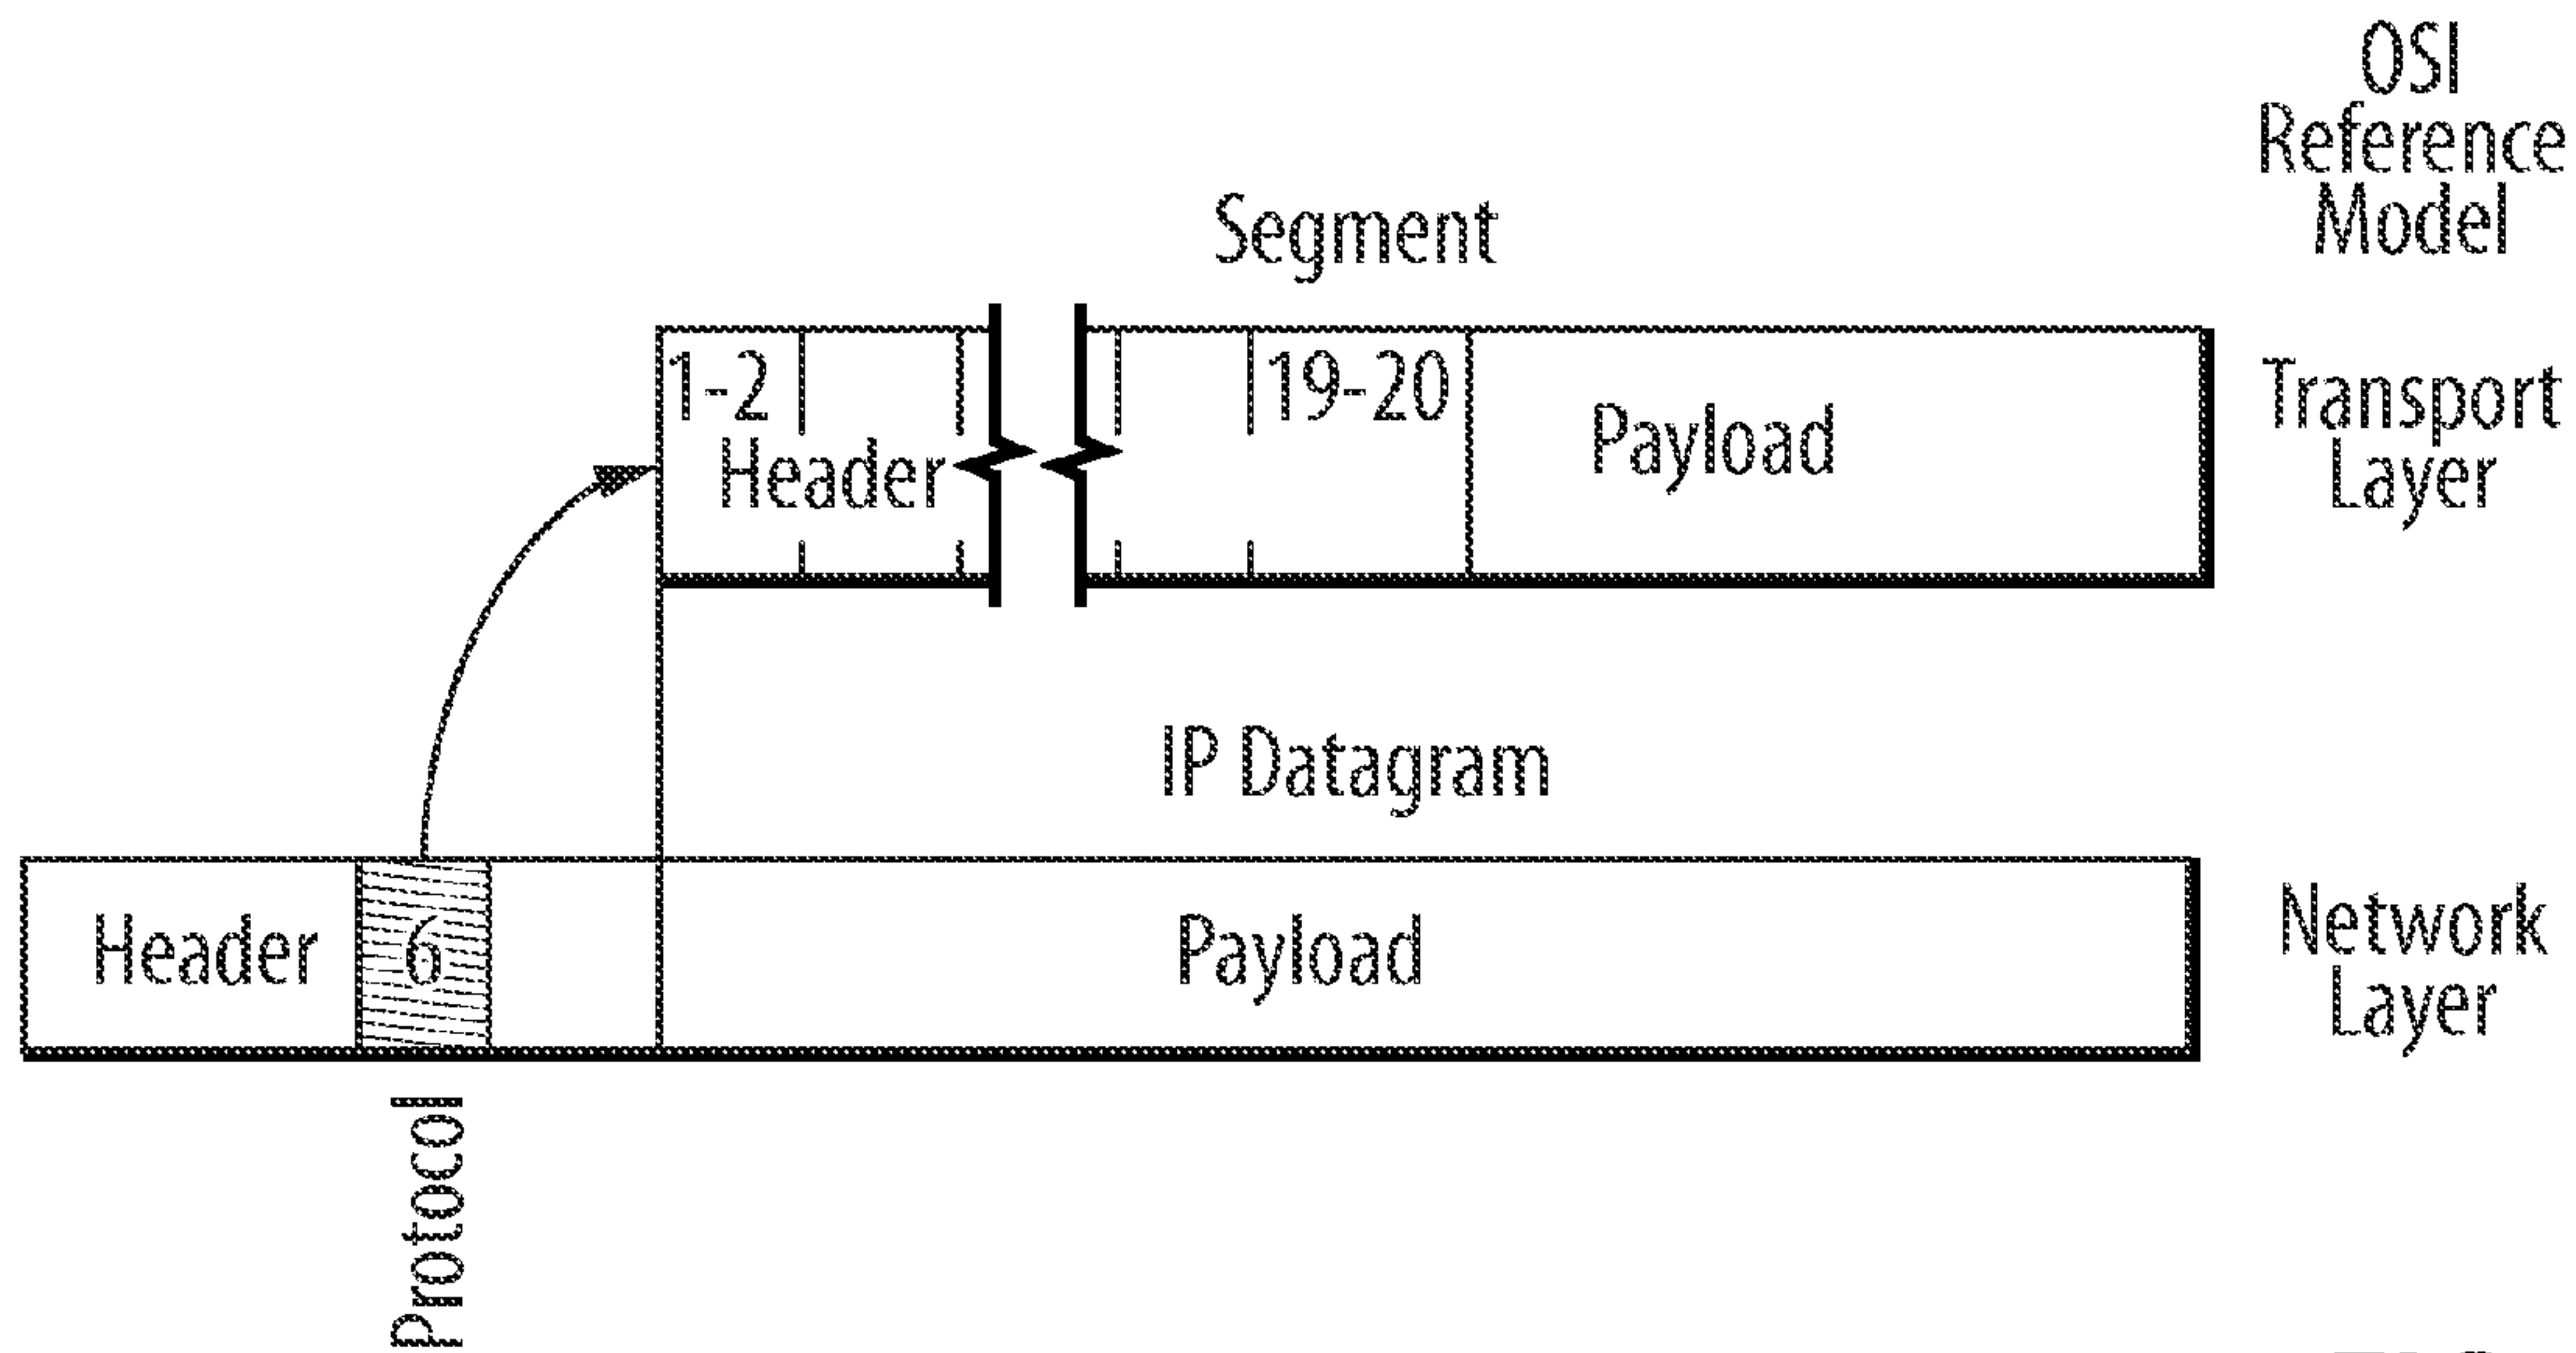 OSI
Reference
Model
Segment
1-2
19-20
Header
Payload
Transport
Layer
IP Datagram
Header
6
Payload
Network
Layer
Protocol